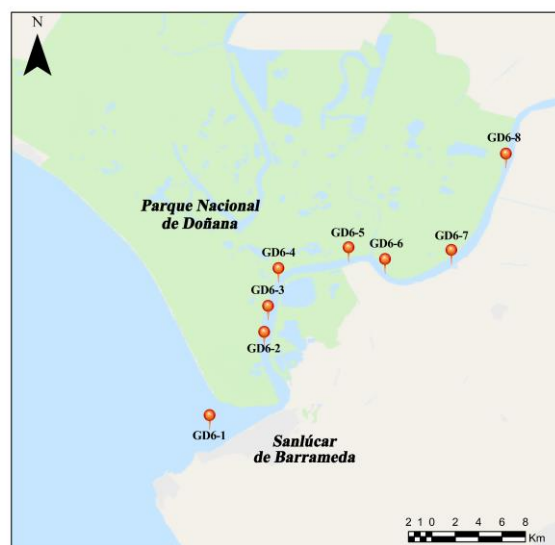 N
GD6-8
Parque Nacional
de Doñana
GD6-5
GD6-7
GD6-6
GD6-4
GD6-3
GD6-2
GD6-1
Sanlúcar
de Barrameda
2 1 0 2 4 6 8
Km